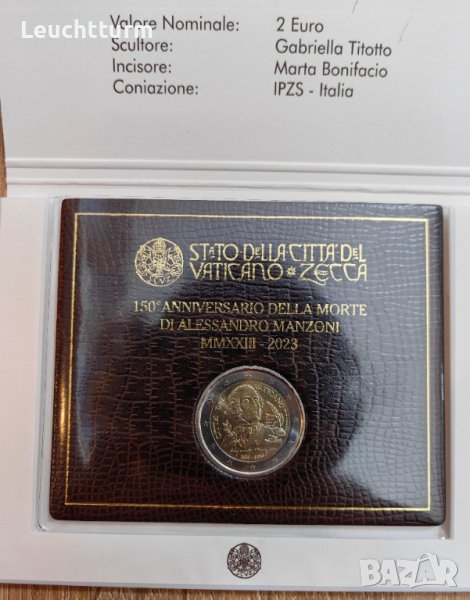 Valore Nominale: 2 Euro
Leuchtturm
Scultore: Gabriella Titotto
Incisore: Marta Bonifacio
Coniazione: IPZS - Italia
STATO DELLA CITTÀ DEL
VATICANO ZECCA
150° ANNIVERSARIO DELLA MORTE
DI ALESSANDRO MANZONI
MMXXIII - 2023
BAZAR